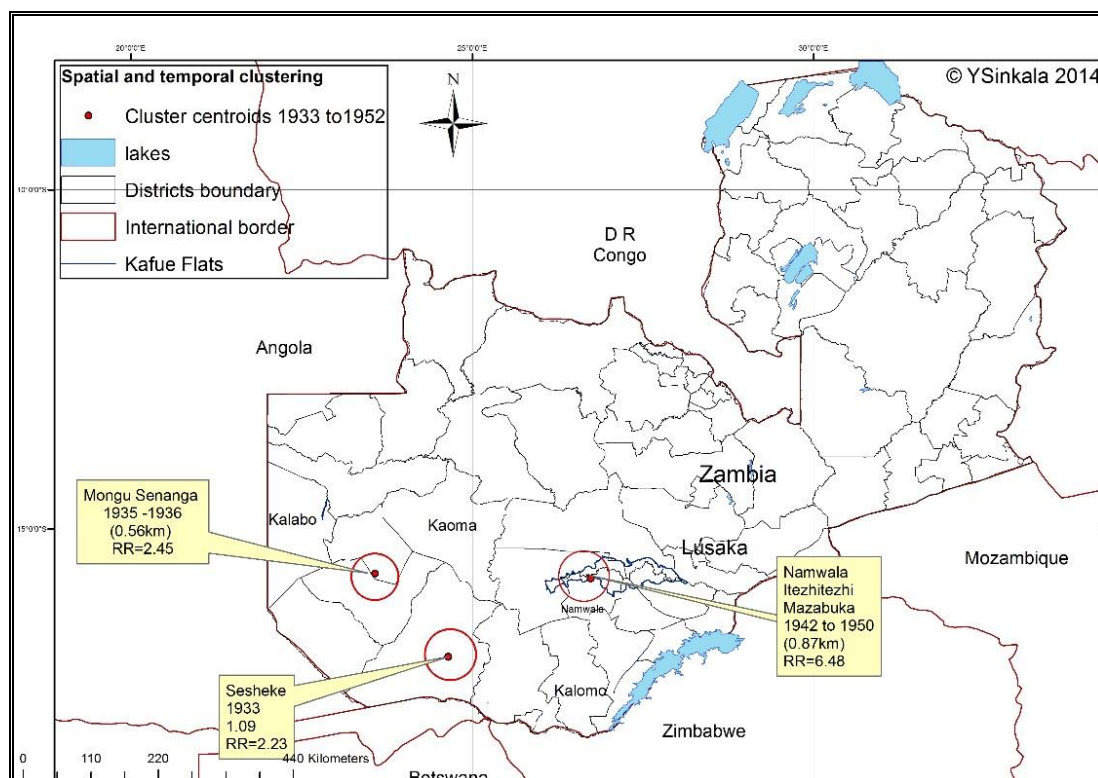 20°0'0"E
25°0'0"E
30°0'0"E
Spatial and temporal clustering
Cluster centroids 1933 to1952
lakes
Districts boundary
International border
Kafue Flats
N
© YSinkala 2014
10°0'0"S
D R
Congo
Angola
Zambia
Mongu Senanga
1935 -1936
(0.56km)
RR=2.45
Kalabo
Kaoma
15°0'0"S
Lusaka
Mozambique
Namwala
Itezhitezhi
Mazabuka
1942 to 1950
(0.87km)
RR=6.48
Namwala
Sesheke
1933
1.09
RR=2.23
Kalomo
Zimbabwe
0 110 220 440 Kilometers
Botswana